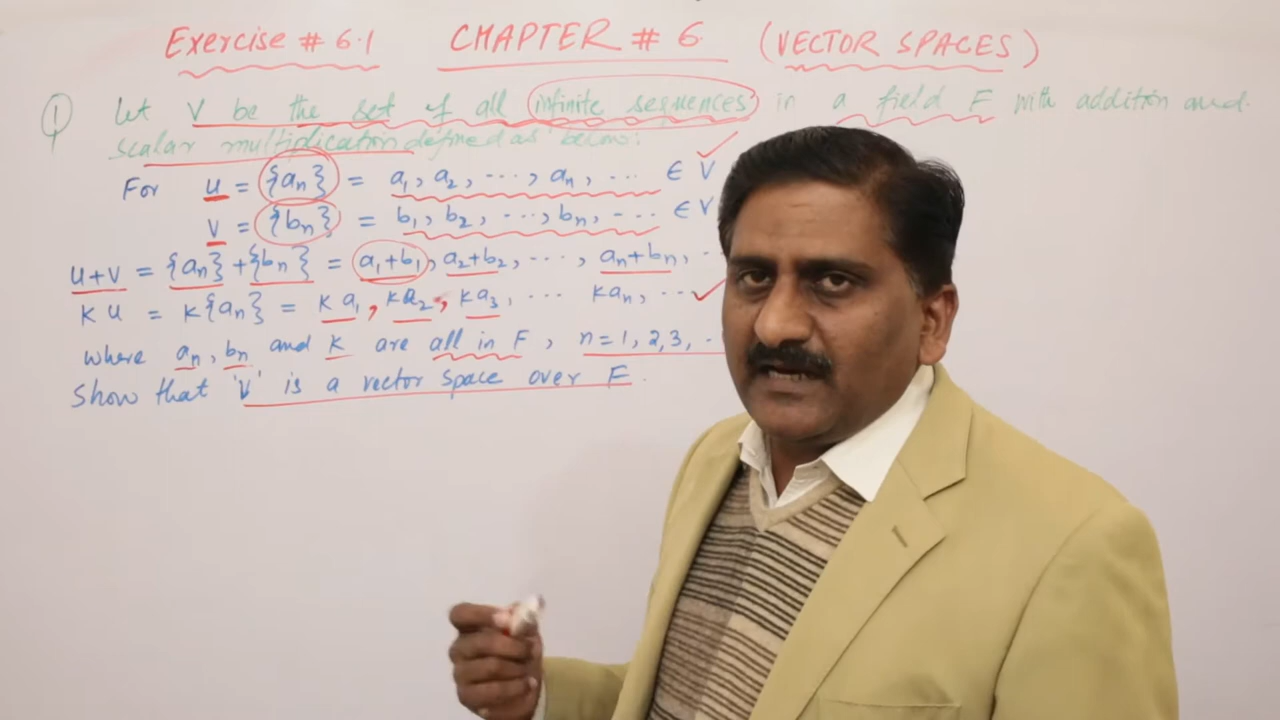 Exercise # 6.1 CHAPTER # 6 (VECTOR SPACES)
Q Let V be the set of all infinite sequences in a field F with addition and
scalar multiplication defined as below:
For u = {an} = a1, a2, ..., an, ... ∈ V
v = {bn} = b1, b2, ..., bn, ... ∈ V
u+v = {an}+{bn} = a1+b1, a2+b2, ..., an+bn, ..
Ku = K{an} = Ka1, Ka2, Ka3, ... Kan, ...
where an, bn and K are all in F, n=1,2,3, ..
Show that 'V' is a vector space over F.